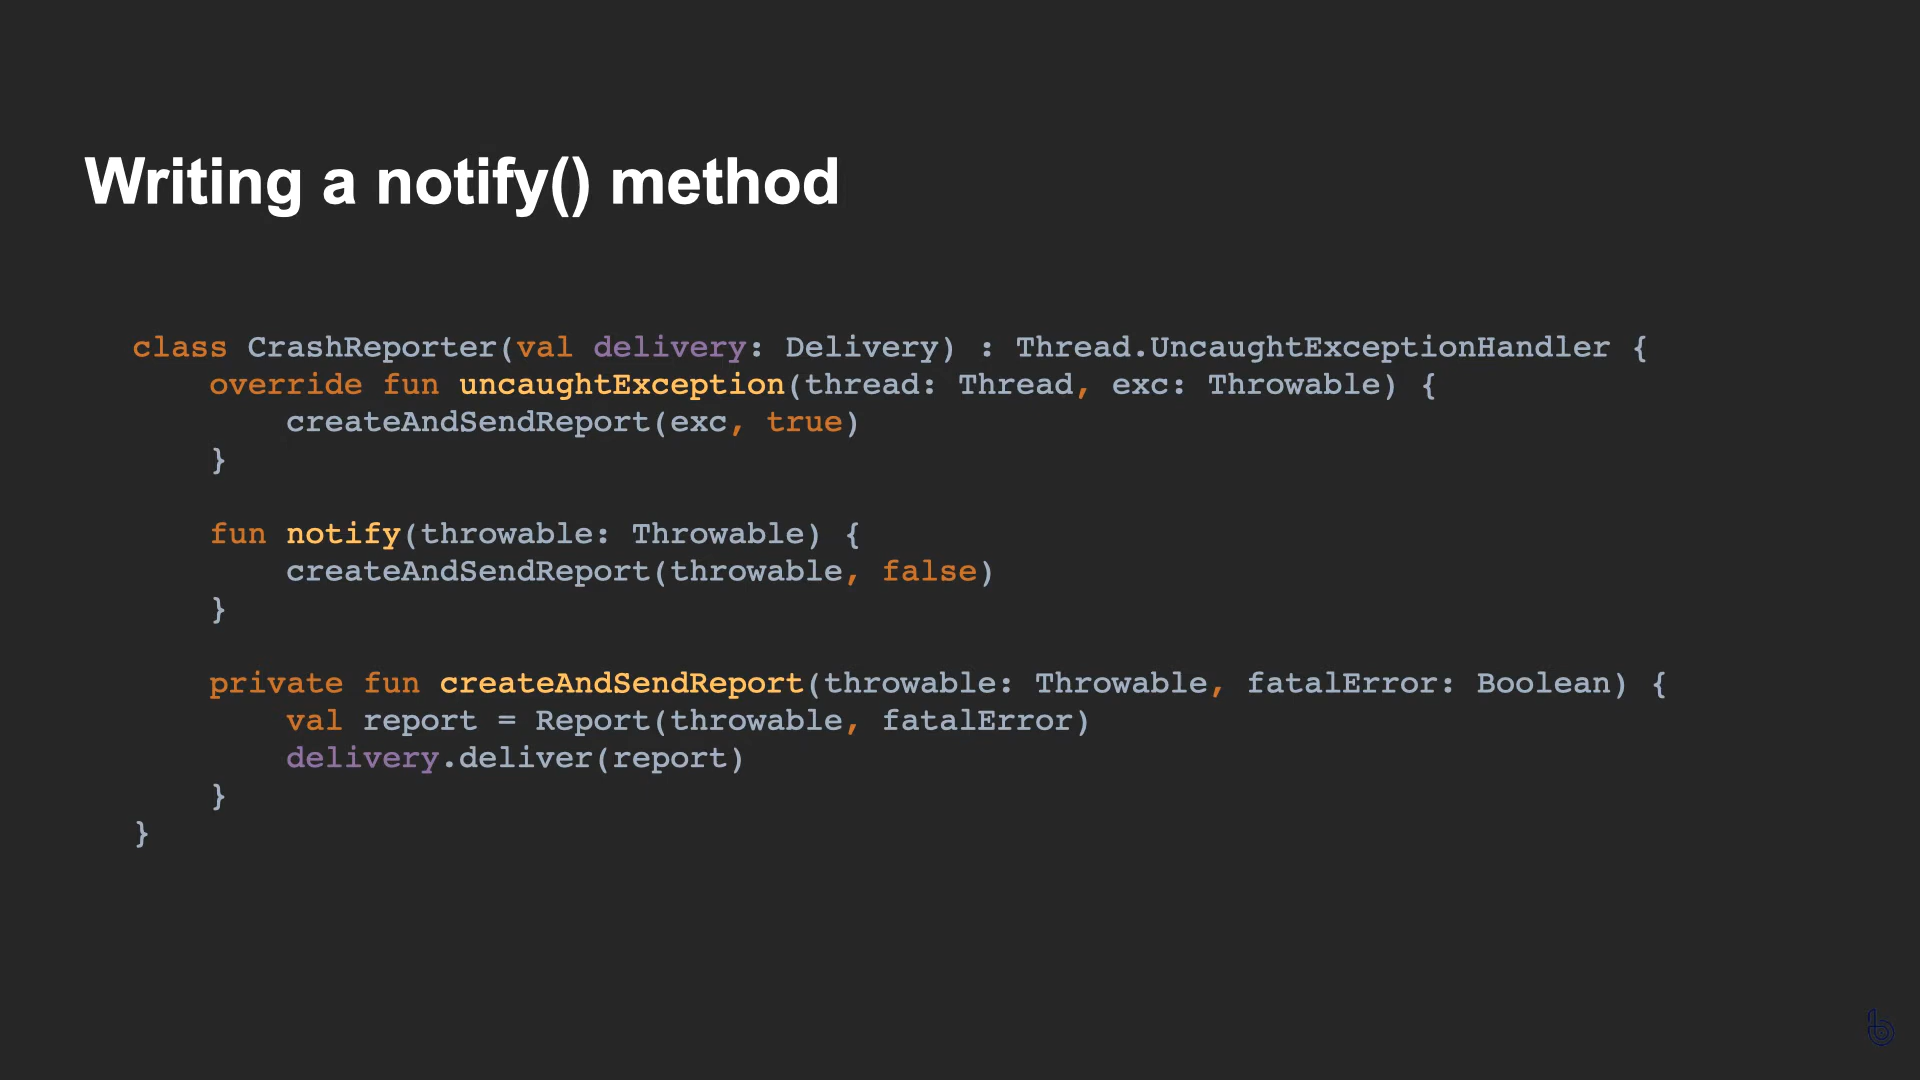 Writing a notify() method
class CrashReporter(val delivery: Delivery) : Thread.UncaughtExceptionHandler {
    override fun uncaughtException(thread: Thread, exc: Throwable) {
        createAndSendReport(exc, true)
    }

    fun notify(throwable: Throwable) {
        createAndSendReport(throwable, false)
    }

    private fun createAndSendReport(throwable: Throwable, fatalError: Boolean) {
        val report = Report(throwable, fatalError)
        delivery.deliver(report)
    }
}